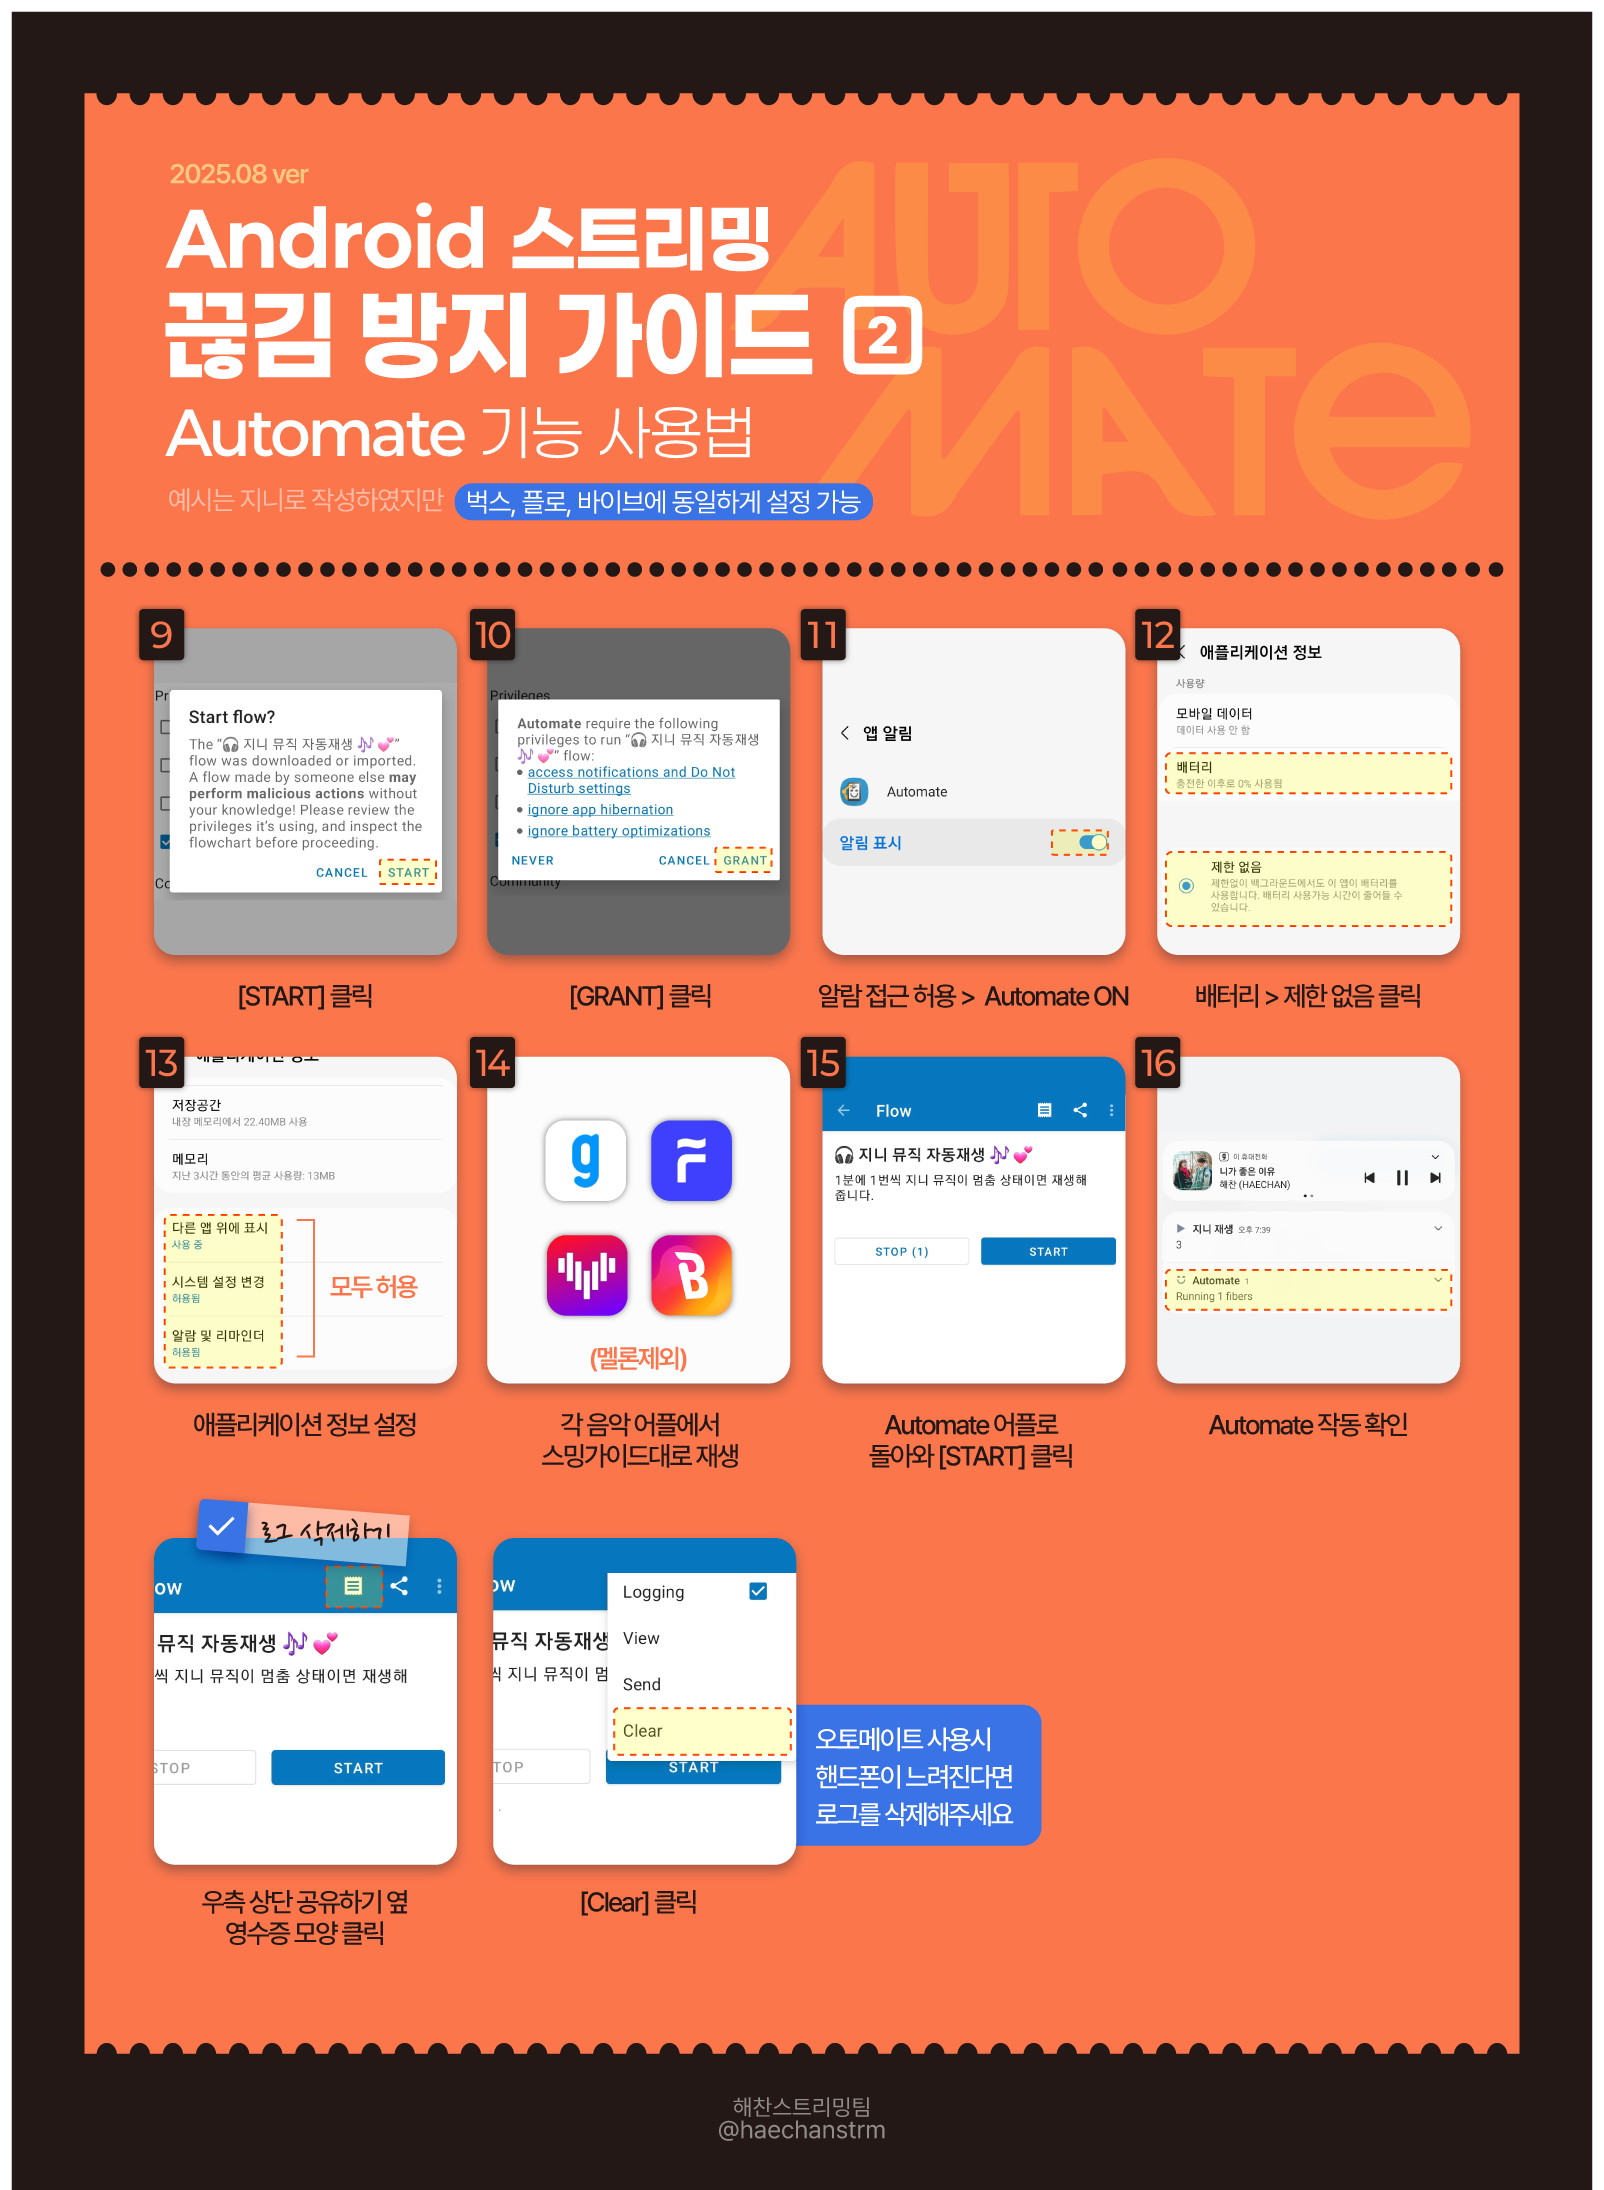 2025.08 ver
AUTO
MATe
Android 스트리밍
끊김 방지 가이드 2
Automate 기능 사용법
예시는 지니로 작성하였지만 벅스, 플로, 바이브에 동일하게 설정 가능
9
Pr
Start flow?
The “🎧 지니 뮤직 자동재생 🎶 💕”
flow was downloaded or imported.
A flow made by someone else may
perform malicious actions without
your knowledge! Please review the
privileges it’s using, and inspect the
flowchart before proceeding.
CANCEL START
Co
[START] 클릭
10
Privileges
Automate require the following
privileges to run “🎧 지니 뮤직 자동재생
🎶 💕” flow:
• access notifications and Do Not
Disturb settings
• ignore app hibernation
• ignore battery optimizations
NEVER CANCEL GRANT
Community
[GRANT] 클릭
11
앱 알림
Automate
알림 표시
알람 접근 허용 > Automate ON
12
애플리케이션 정보
사용량
모바일 데이터
데이터 사용 안 함
배터리
충전한 이후로 0% 사용됨
제한 없음
제한없이 백그라운드에서도 이 앱이 배터리를
사용합니다. 배터리 사용가능 시간이 줄어들 수
있습니다.
배터리 > 제한 없음 클릭
13
애플리케이션 정보
저장공간
내장 메모리에서 22.40MB 사용
메모리
지난 3시간 동안의 평균 사용량: 13MB
다른 앱 위에 표시
사용 중
시스템 설정 변경
허용됨
알람 및 리마인더
허용됨
모두 허용
애플리케이션 정보 설정
14
(멜론제외)
각 음악 어플에서
스밍가이드대로 재생
15
Flow
🎧 지니 뮤직 자동재생 🎶 💕
1분에 1번씩 지니 뮤직이 멈춤 상태이면 재생해
줍니다.
STOP (1) START
Automate 어플로
돌아와 [START] 클릭
16
이 휴대전화
니가 좋은 이유
해찬 (HAECHAN)
지니 재생 오후 7:39
3
Automate 1
Running 1 fibers
Automate 작동 확인
로그 삭제하기
ow
뮤직 자동재생 🎶 💕
씩 지니 뮤직이 멈춤 상태이면 재생해
STOP START
우측 상단 공유하기 옆
영수증 모양 클릭
ow
뮤직 자동재생
씩 지니 뮤직이 멈
Logging
View
Send
Clear
TOP START
[Clear] 클릭
오토메이트 사용시
핸드폰이 느려진다면
로그를 삭제해주세요
해찬스트리밍팀
@haechanstrm